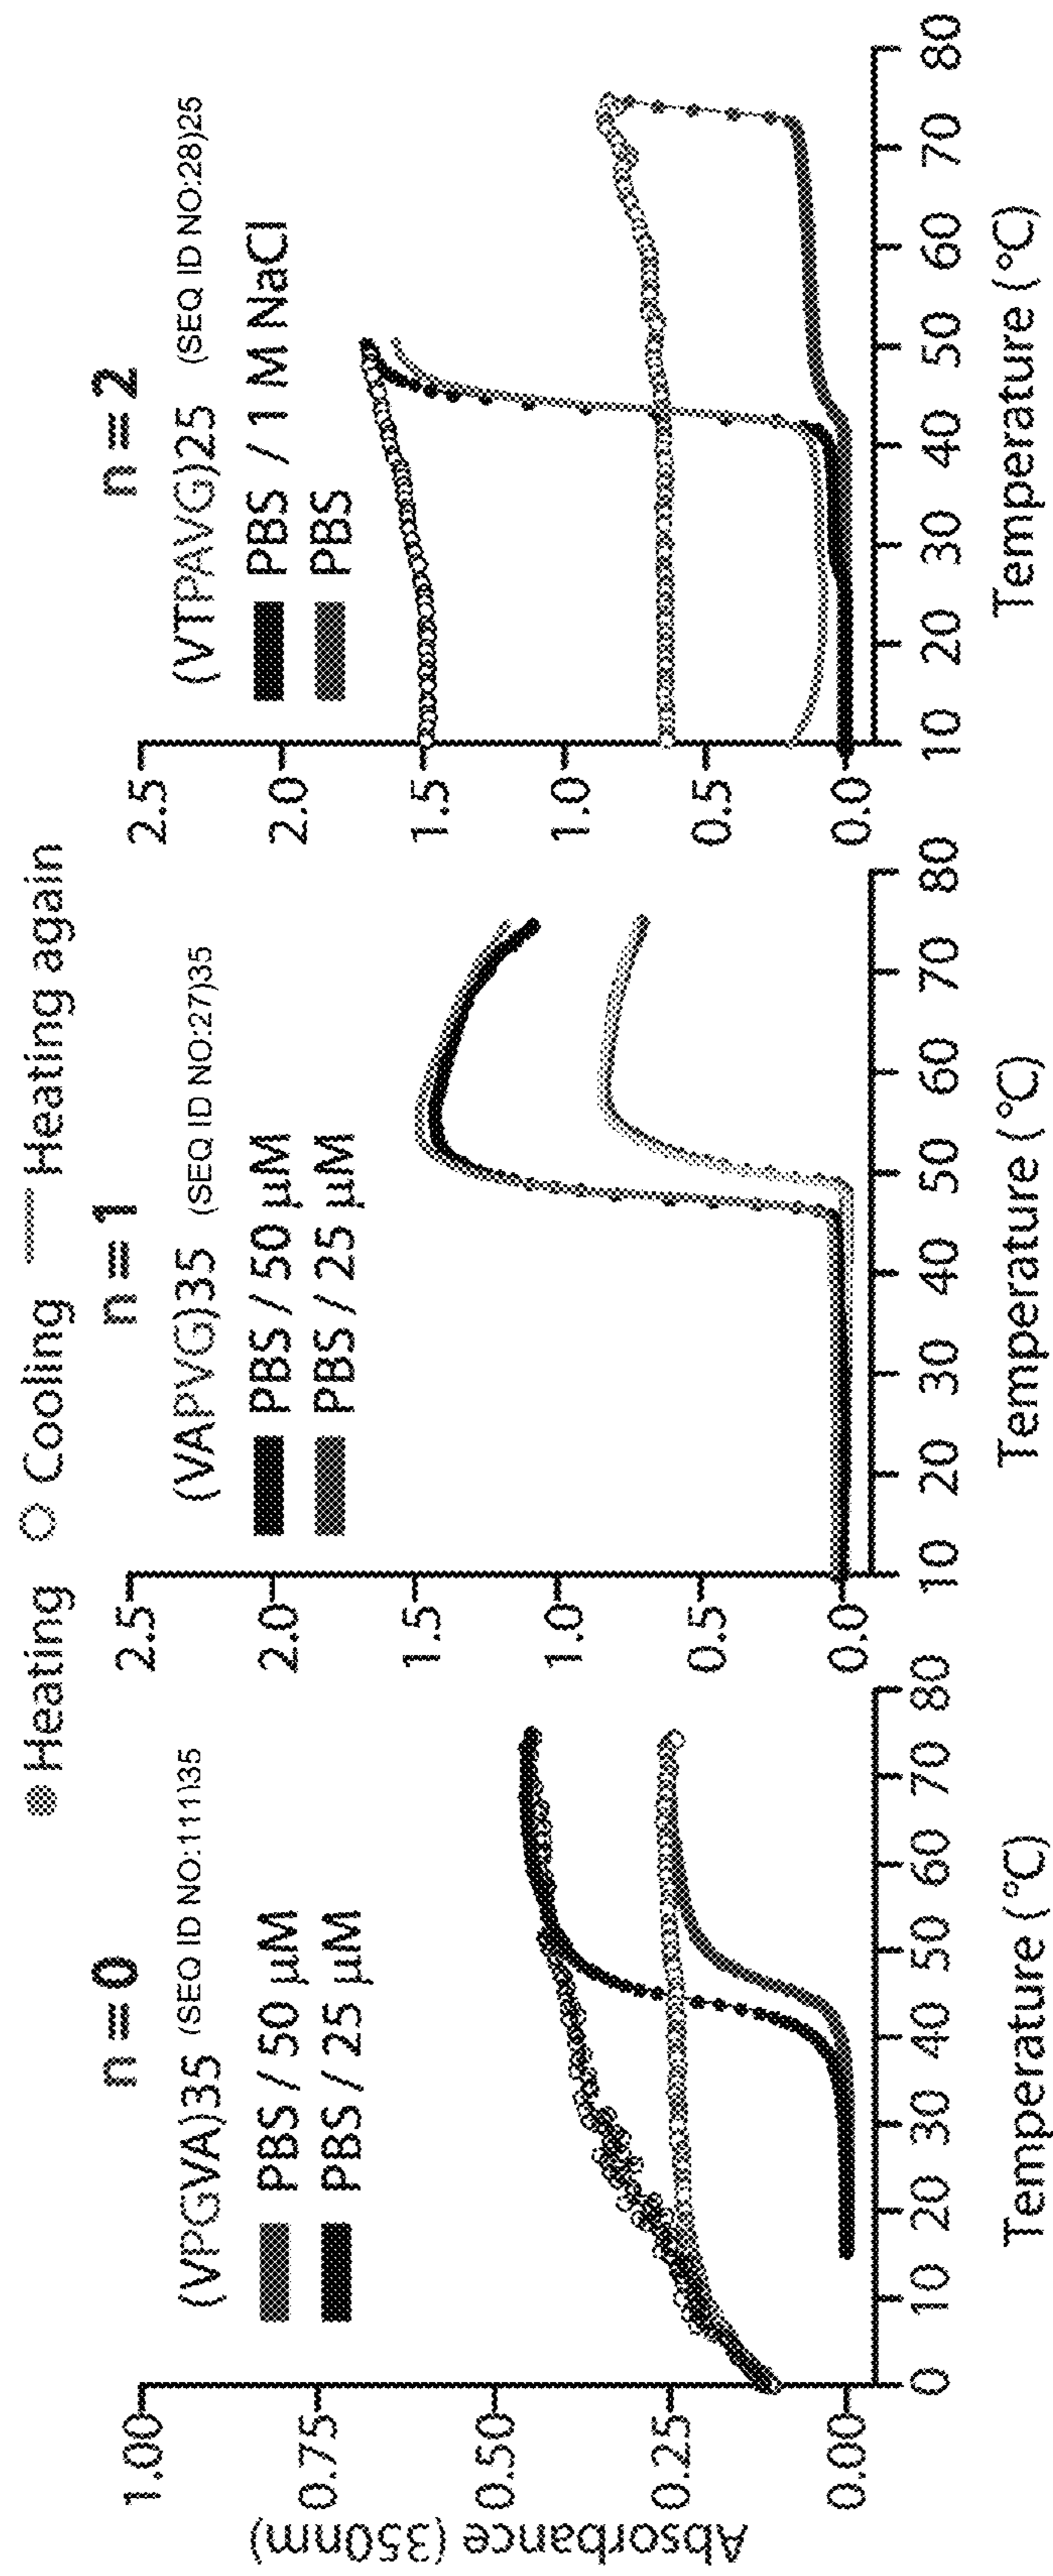 Heating Cooling Heating again
n = 0
(VPGVA)35 (SEQ ID NO:111)35
PBS / 50 µM
PBS / 25 µM
Absorbance (350nm)
1.00
0.75
0.50
0.25
0.00
0 10 20 30 40 50 60 70 80
Temperature (°C)
n = 1
(VAPVG)35 (SEQ ID NO:27)35
PBS / 50 µM
PBS / 25 µM
2.5
2.0
1.5
1.0
0.5
0.0
10 20 30 40 50 60 70 80
Temperature (°C)
n = 2
(VTPAVG)25 (SEQ ID NO:28)25
PBS / 1 M NaCl
PBS
2.5
2.0
1.5
1.0
0.5
0.0
10 20 30 40 50 60 70 80
Temperature (°C)